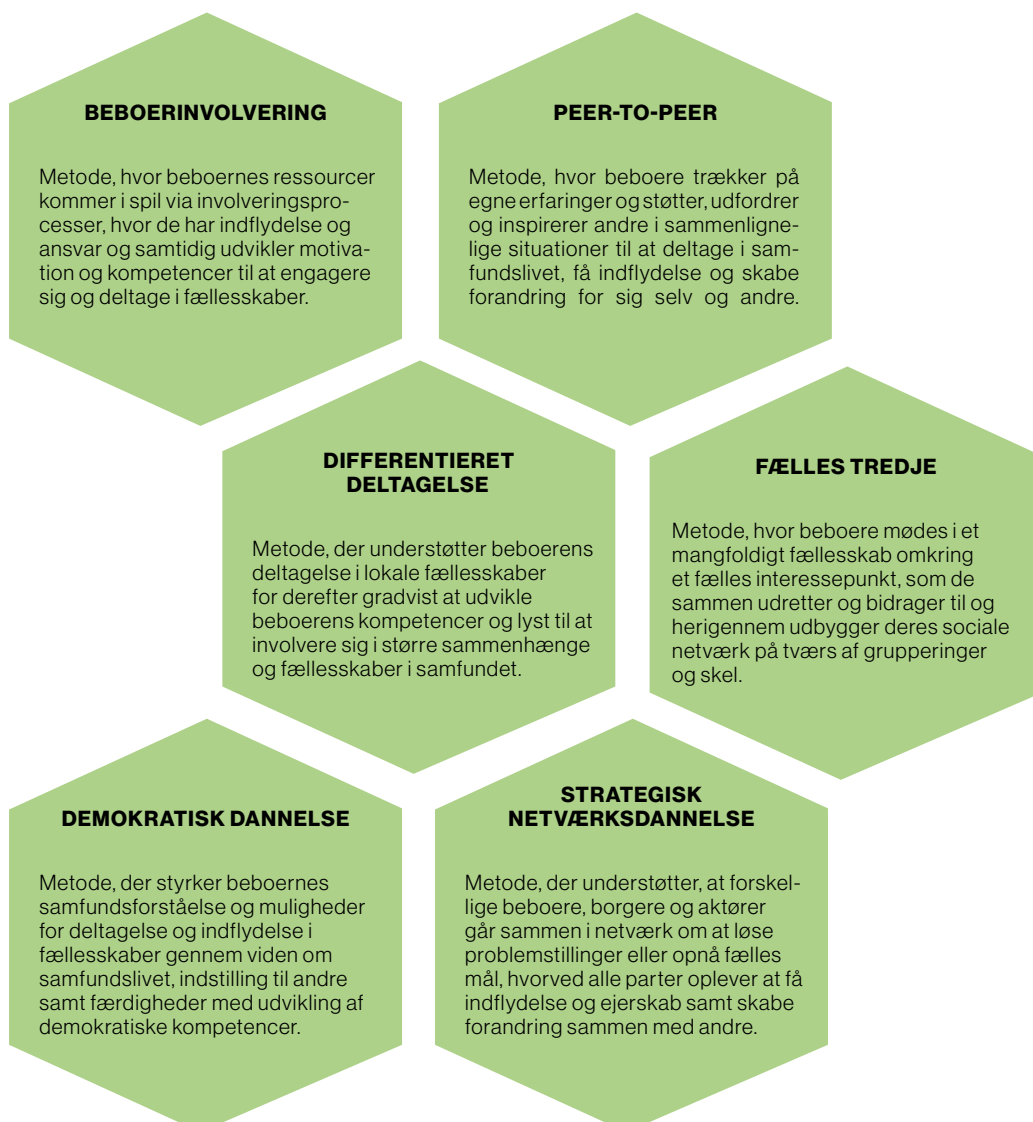 BEBOERINVOLVERING
Metode, hvor beboernes ressourcer
kommer i spil via involveringspro-
cesser, hvor de har indflydelse og
ansvar og samtidig udvikler motiva-
tion og kompetencer til at engagere
sig og deltage i fællesskaber.
PEER-TO-PEER
Metode, hvor beboere trækker på
egne erfaringer og støtter, udfordrer
og inspirerer andre i sammenligne-
lige situationer til at deltage i sam-
fundslivet, få indflydelse og skabe
forandring for sig selv og andre.
DIFFERENTIERET
DELTAGELSE
Metode, der understøtter beboerens
deltagelse i lokale fællesskaber
for derefter gradvist at udvikle
beboerens kompetencer og lyst til at
involvere sig i større sammenhænge
og fællesskaber i samfundet.
FÆLLES TREDJE
Metode, hvor beboere mødes i et
mangfoldigt fællesskab omkring
et fælles interessepunkt, som de
sammen udretter og bidrager til og
herigennem udbygger deres sociale
netværk på tværs af grupperinger
og skel.
DEMOKRATISK DANNELSE
Metode, der styrker beboernes
samfundsforståelse og muligheder
for deltagelse og indflydelse i
fællesskaber gennem viden om
samfundslivet, indstilling til andre
samt færdigheder med udvikling af
demokratiske kompetencer.
STRATEGISK
NETVÆRKSDANNELSE
Metode, der understøtter, at forskel-
lige beboere, borgere og aktører
går sammen i netværk om at løse
problemstillinger eller opnå fælles
mål, hvorved alle parter oplever at få
indflydelse og ejerskab samt skabe
forandring sammen med andre.